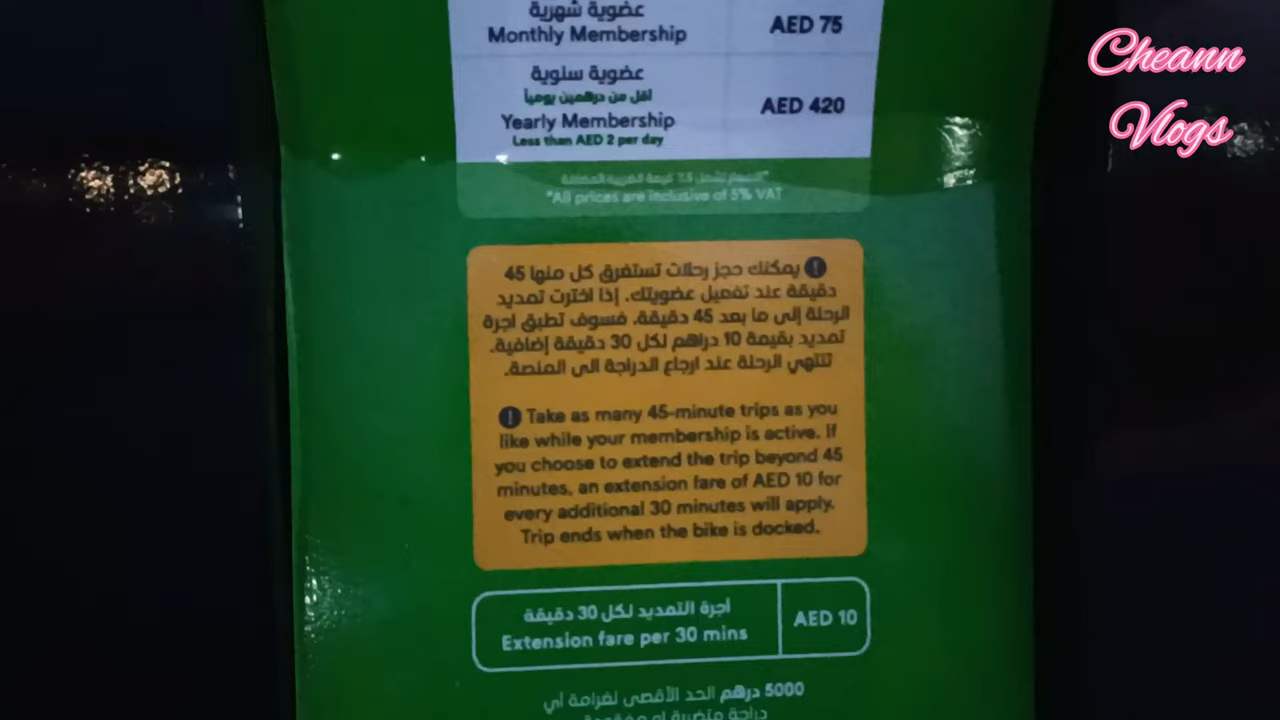 عضوية شهرية
Monthly Membership
AED 75
عضوية سنوية
أقل من درهمين يومياً
Yearly Membership
Less than AED 2 per day
AED 420
*All prices are inclusive of 5% VAT
! يمكنك حجز رحلات تستغرق كل منها 45
دقيقة عند تفعيل عضويتك. إذا اخترت تمديد
الرحلة إلى ما بعد 45 دقيقة، فسوف تطبق اجرة
تمديد بقيمة 10 دراهم لكل 30 دقيقة إضافية.
تنتهي الرحلة عند ارجاع الدراجة الى المنصة.
! Take as many 45-minute trips as you
like while your membership is active. If
you choose to extend the trip beyond 45
minutes, an extension fare of AED 10 for
every additional 30 minutes will apply.
Trip ends when the bike is docked.
أجرة التمديد لكل 30 دقيقة
Extension fare per 30 mins
AED 10
5000 درهم الحد الأقصى لغرامة أي
دراجة متضررة او مفقودة
Cheann
Vlogs